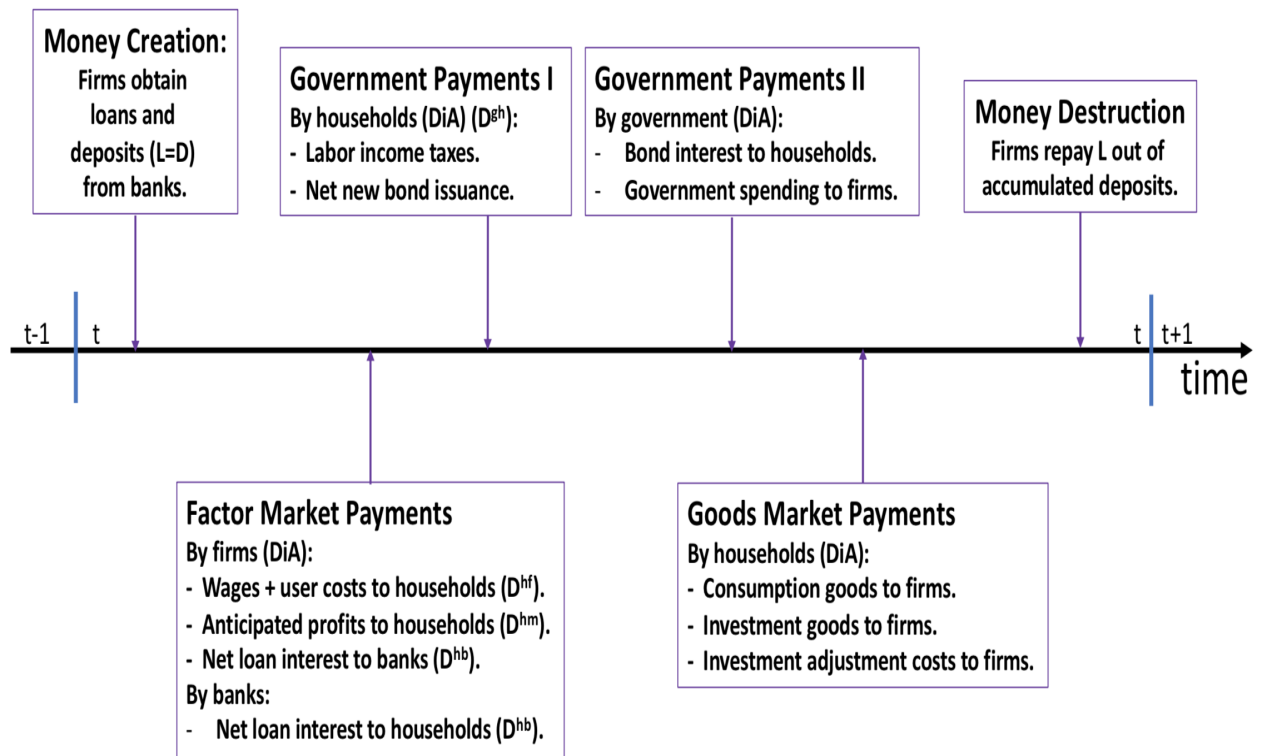 Money Creation:
Firms obtain
loans and
deposits (L=D)
from banks.
Government Payments I
By households (DiA) (Dᵍʰ):
- Labor income taxes.
- Net new bond issuance.
Government Payments II
By government (DiA):
- Bond interest to households.
- Government spending to firms.
Money Destruction
Firms repay L out of
accumulated deposits.
t-1 t
t t+1
time
Factor Market Payments
By firms (DiA):
- Wages + user costs to households (Dʰᶠ).
- Anticipated profits to households (Dʰᵐ).
- Net loan interest to banks (Dʰᵇ).
By banks:
- Net loan interest to households (Dʰᵇ).
Goods Market Payments
By households (DiA):
- Consumption goods to firms.
- Investment goods to firms.
- Investment adjustment costs to firms.